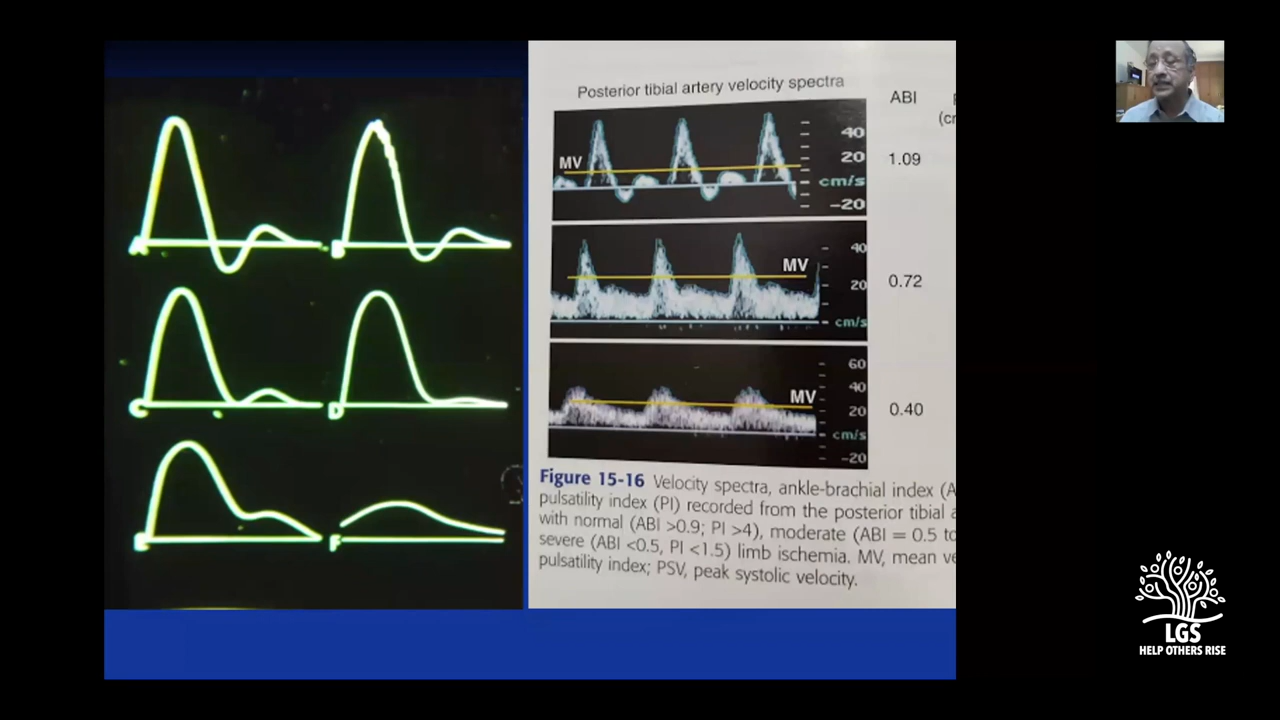 A
B
C
D
E
F
Posterior tibial artery velocity spectra
ABI
MV
40
20
cm/s
-20
1.09
MV
40
20
cm/s
0.72
MV
60
40
20
cm/s
-20
0.40
Figure 15-16 Velocity spectra, ankle-brachial index (A
pulsatility index (PI) recorded from the posterior tibial a
with normal (ABI >0.9; PI >4), moderate (ABI = 0.5 to
severe (ABI <0.5, PI <1.5) limb ischemia. MV, mean ve
pulsatility index; PSV, peak systolic velocity.
LGS
HELP OTHERS RISE